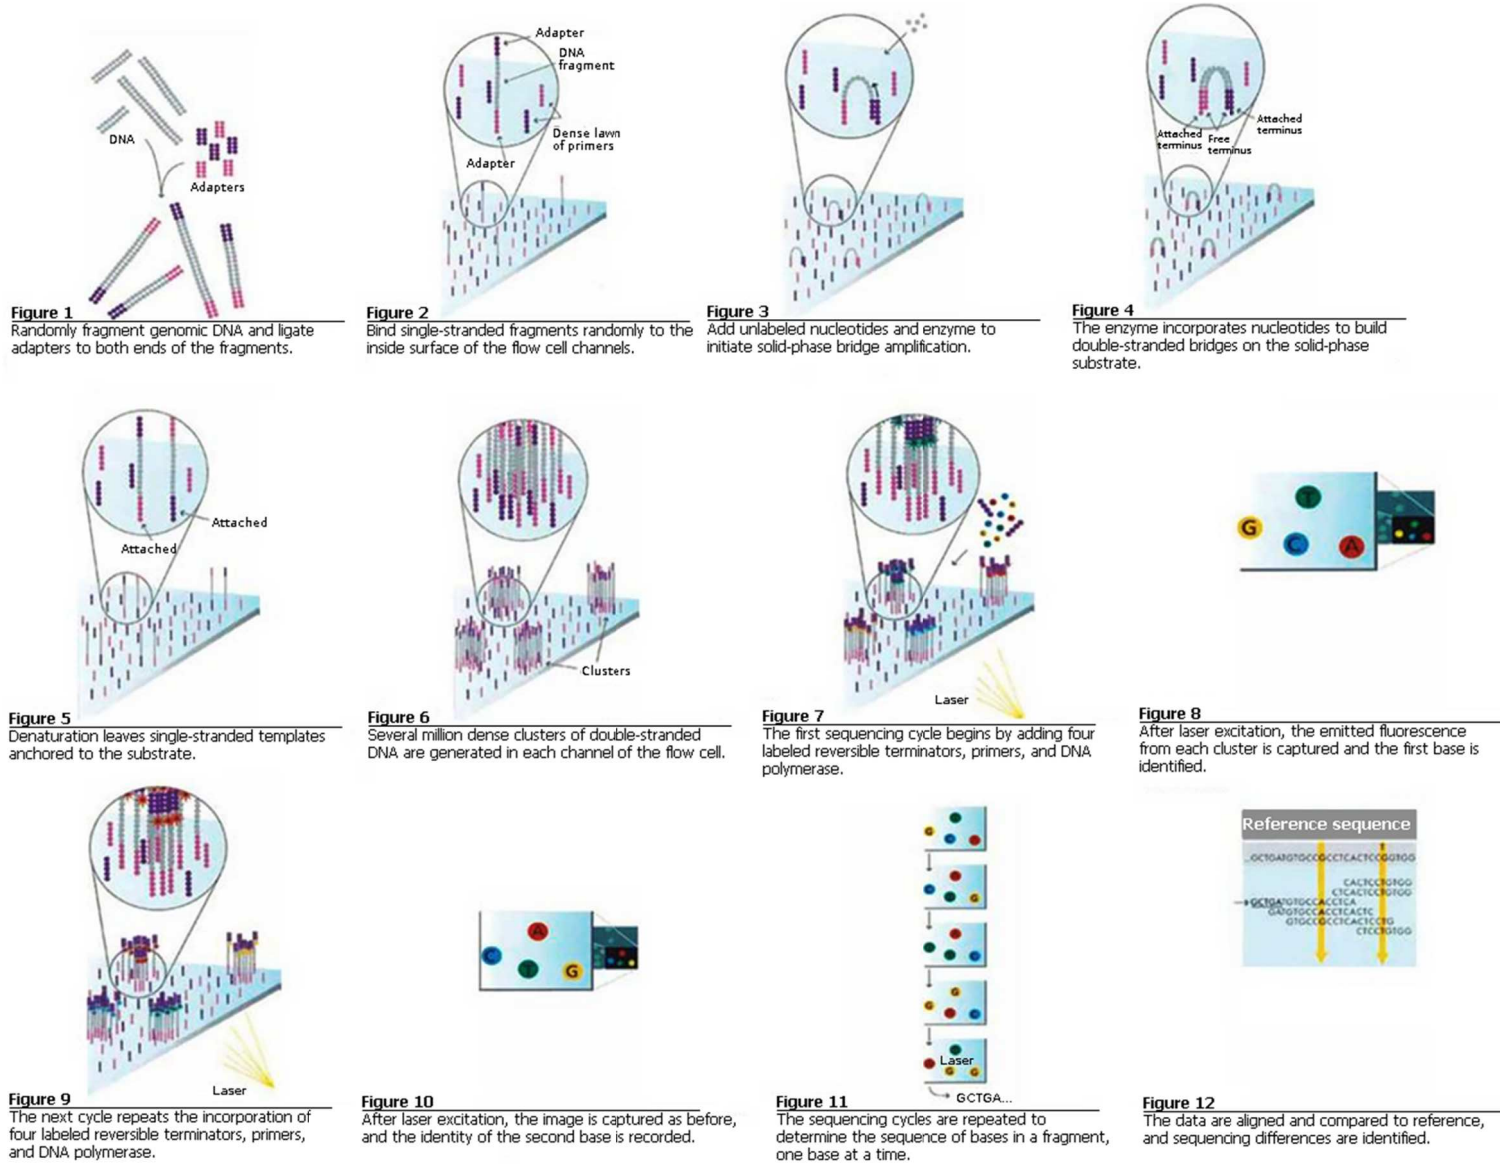 Adapter
DNA
fragment
Dense lawn
of primers
Adapter
DNA
Adapters
Attached
terminus
Free
terminus
Attached
terminus
Figure 1
Randomly fragment genomic DNA and ligate
adapters to both ends of the fragments.
Figure 2
Bind single-stranded fragments randomly to the
inside surface of the flow cell channels.
Figure 3
Add unlabeled nucleotides and enzyme to
initiate solid-phase bridge amplification.
Figure 4
The enzyme incorporates nucleotides to build
double-stranded bridges on the solid-phase
substrate.
Attached
Attached
Clusters
Laser
T
G
C
A
Figure 5
Denaturation leaves single-stranded templates
anchored to the substrate.
Figure 6
Several million dense clusters of double-stranded
DNA are generated in each channel of the flow cell.
Figure 7
The first sequencing cycle begins by adding four
labeled reversible terminators, primers, and DNA
polymerase.
Figure 8
After laser excitation, the emitted fluorescence
from each cluster is captured and the first base is
identified.
Laser
A
C
T
G
G
G
G
G
Laser
G
G
GCTGA...
Reference sequence
T
...GCTGATGTGCCGCCTCACTCCGGTGG
CACTCCTGTGG
CTCACTCCTGTGG
GCTGATGTGCCACCTCA
GATGTGCCACCTCACTC
GTGCCGCCTCACTCCTG
CTCCTGTGG
Figure 9
The next cycle repeats the incorporation of
four labeled reversible terminators, primers,
and DNA polymerase.
Figure 10
After laser excitation, the image is captured as before,
and the identity of the second base is recorded.
Figure 11
The sequencing cycles are repeated to
determine the sequence of bases in a fragment,
one base at a time.
Figure 12
The data are aligned and compared to reference,
and sequencing differences are identified.